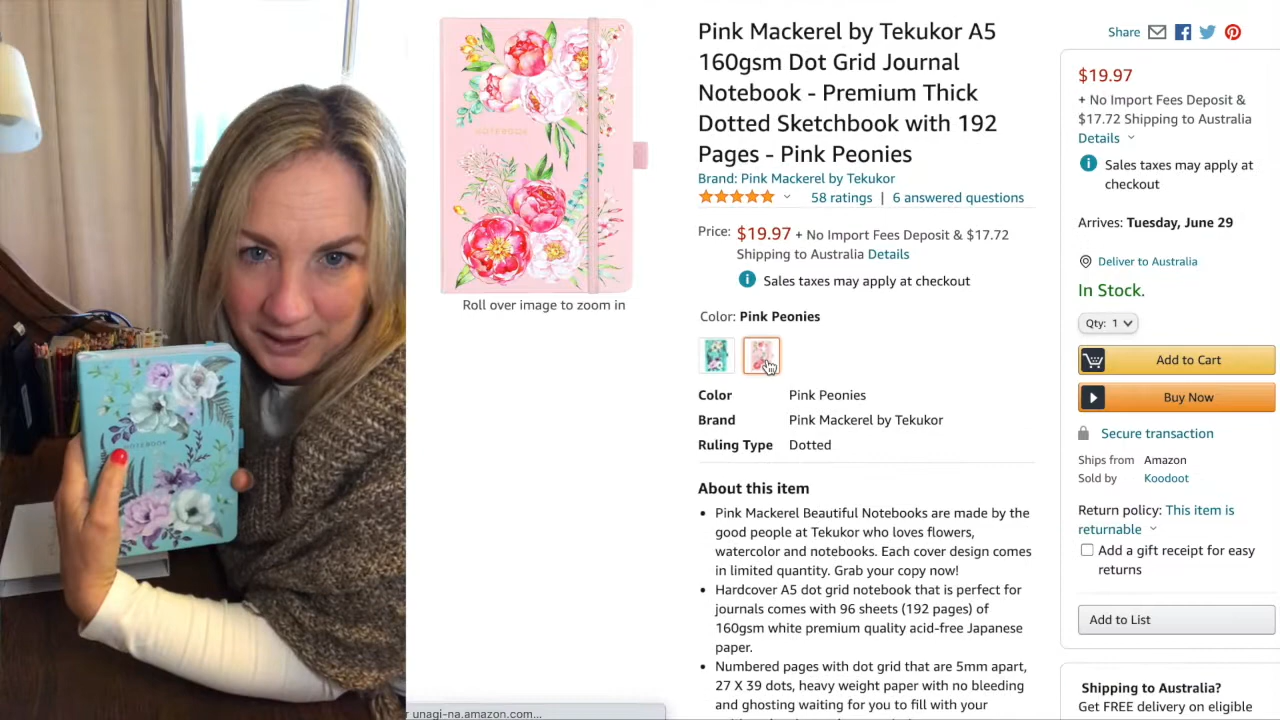 NOTEBOOK
NOTEBOOK
Roll over image to zoom in
Pink Mackerel by Tekukor A5
160gsm Dot Grid Journal
Notebook - Premium Thick
Dotted Sketchbook with 192
Pages - Pink Peonies
Brand: Pink Mackerel by Tekukor
58 ratings | 6 answered questions
Price: $19.97 + No Import Fees Deposit & $17.72
Shipping to Australia Details
Sales taxes may apply at checkout
Color: Pink Peonies
Color Pink Peonies
Brand Pink Mackerel by Tekukor
Ruling Type Dotted
About this item
• Pink Mackerel Beautiful Notebooks are made by the
good people at Tekukor who loves flowers,
watercolor and notebooks. Each cover design comes
in limited quantity. Grab your copy now!
• Hardcover A5 dot grid notebook that is perfect for
journals comes with 96 sheets (192 pages) of
160gsm white premium quality acid-free Japanese
paper.
• Numbered pages with dot grid that are 5mm apart,
27 X 39 dots, heavy weight paper with no bleeding
and ghosting waiting for you to fill with your
Share
$19.97
+ No Import Fees Deposit &
$17.72 Shipping to Australia
Details
Sales taxes may apply at
checkout
Arrives: Tuesday, June 29
Deliver to Australia
In Stock.
Qty: 1
Add to Cart
Buy Now
Secure transaction
Ships from Amazon
Sold by Koodoot
Return policy: This item is
returnable
Add a gift receipt for easy
returns
Add to List
Shipping to Australia?
Get FREE delivery on eligible
unagi-na.amazon.com...